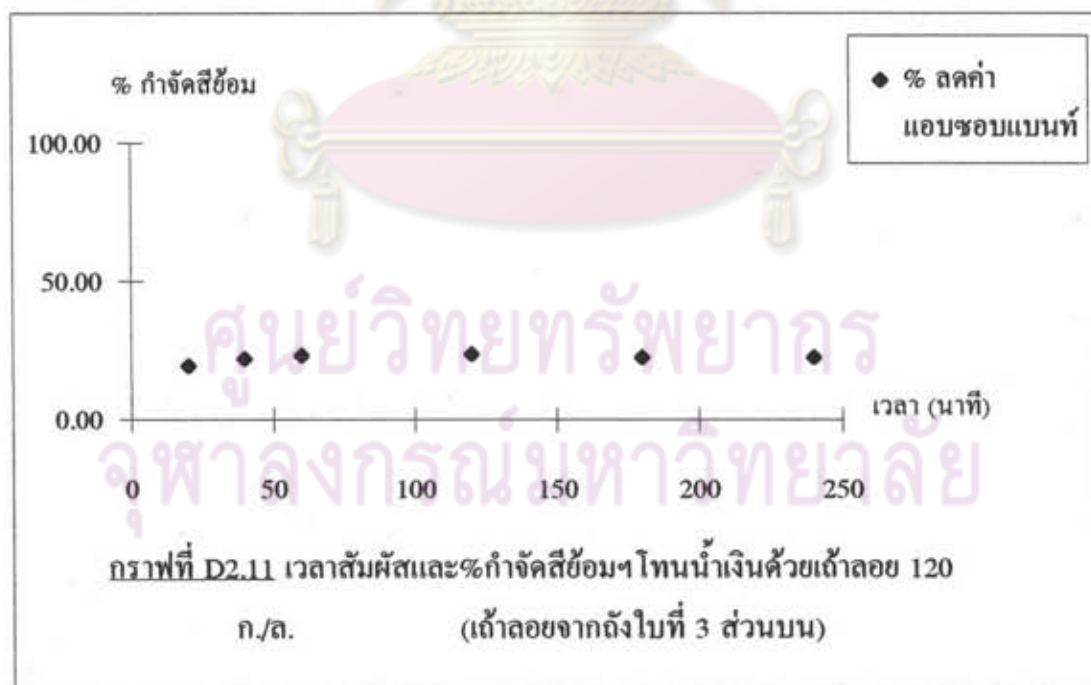 % กำจัดสีย้อม
◆ % ลดค่า
แอบซอบแบนท์
100.00
50.00
0.00
เวลา (นาที)
0 50 100 150 200 250
ศูนย์วิทยทรัพยากร
จุฬาลงกรณ์มหาวิทยาลัย
กราฟที่ D2.11 เวลาสัมผัสและ%กำจัดสีย้อมฯโทนน้ำเงินด้วยเถ้าลอย 120
ก./ล. (เถ้าลอยจากถังใบที่ 3 ส่วนบน)